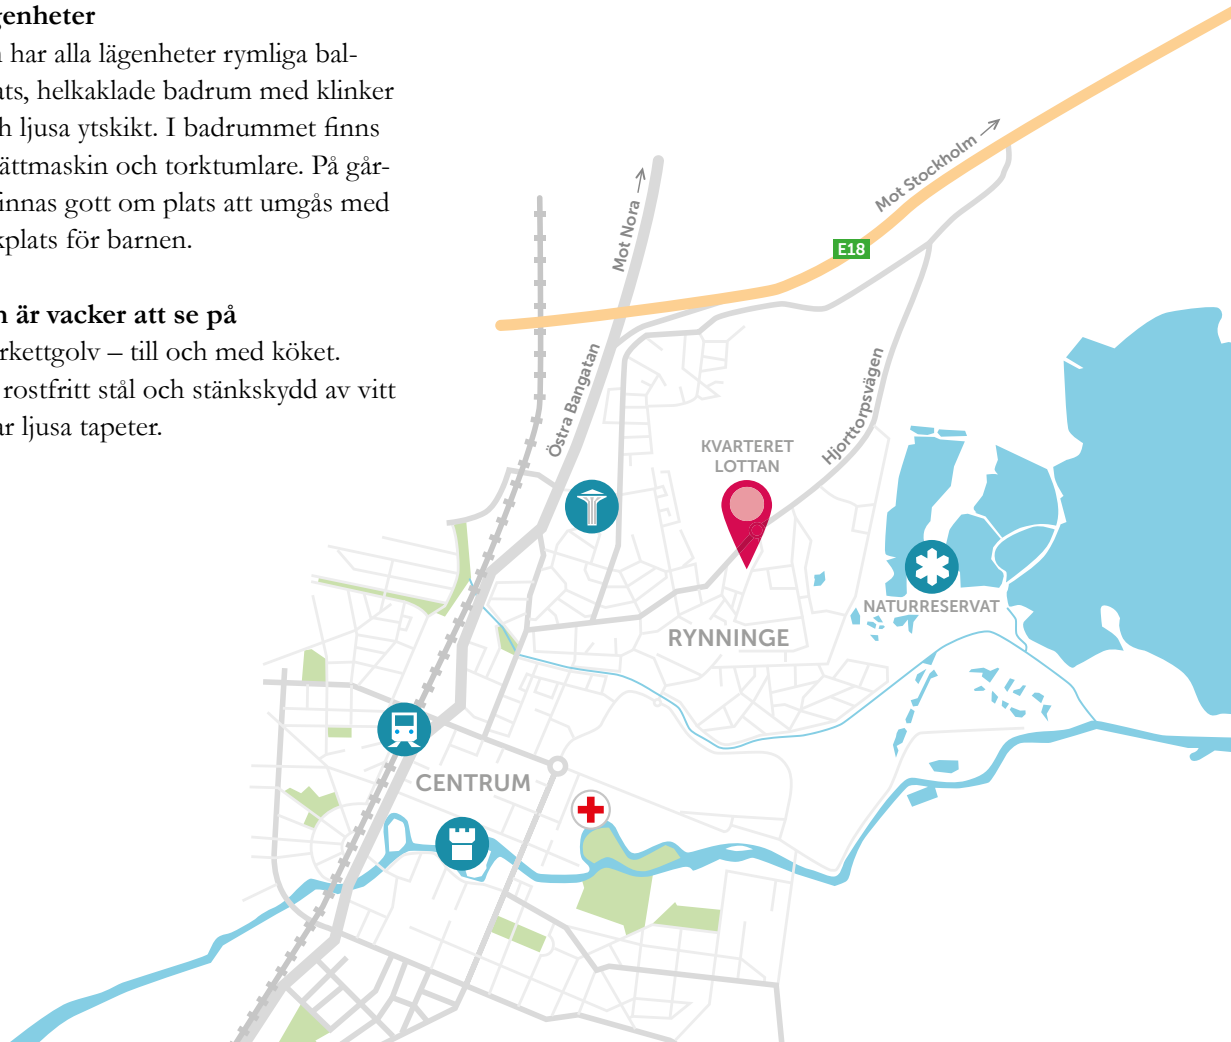 genheter
har alla lägenheter rymliga bal-
ats, helkaklade badrum med klinker
h ljusa ytskikt. I badrummet finns
ättmaskin och torktumlare. På går-
innas gott om plats att umgås med
kplats för barnen.
n är vacker att se på
rkettgolv – till och med köket.
rostfritt stål och stänkskydd av vitt
ar ljusa tapeter.
Mot Stockholm
Mot Nora
E18
Östra Bangatan
Hjorttorpsvägen
KVARTERET
LOTTAN
NATURRESERVAT
RYNNINGE
CENTRUM